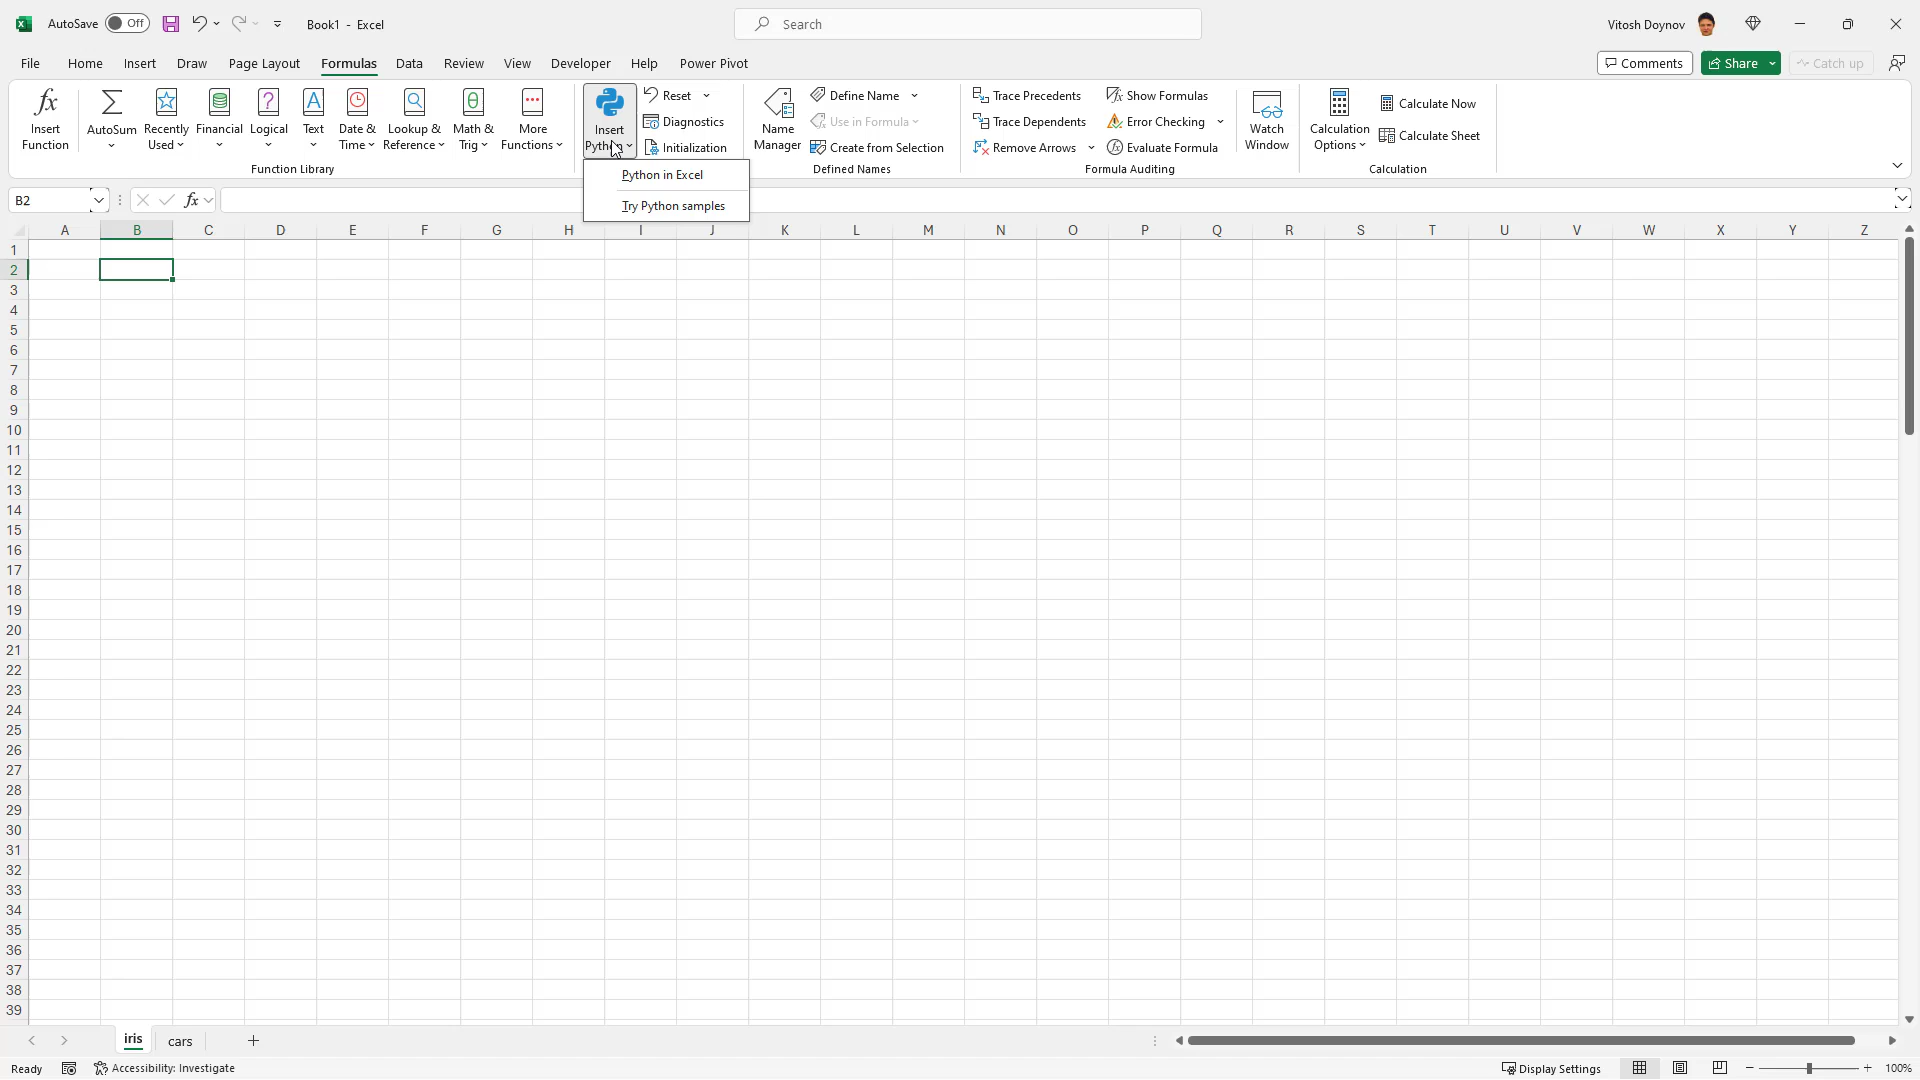 AutoSave Off Book1 - Excel Search Vitosh Doynov
File Home Insert Draw Page Layout Formulas Data Review View Developer Help Power Pivot Comments Share Catch up
fx Σ ? A θ
Insert Function
AutoSum
Recently Used
Financial
Logical
Text
Date & Time
Lookup & Reference
Math & Trig
More Functions
Function Library
Insert Python
Reset
Diagnostics
Initialization
Python in Excel
Try Python samples
Name Manager
Define Name
Use in Formula
Create from Selection
Defined Names
Trace Precedents
Trace Dependents
Remove Arrows
Show Formulas
Error Checking
Evaluate Formula
Formula Auditing
Watch Window
Calculation Options
Calculate Now
Calculate Sheet
Calculation
B2 fx
A B C D E F G H I J K L M N O P Q R S T U V W X Y Z
1
2
3
4
5
6
7
8
9
10
11
12
13
14
15
16
17
18
19
20
21
22
23
24
25
26
27
28
29
30
31
32
33
34
35
36
37
38
39
iris cars
Ready Accessibility: Investigate Display Settings 100%